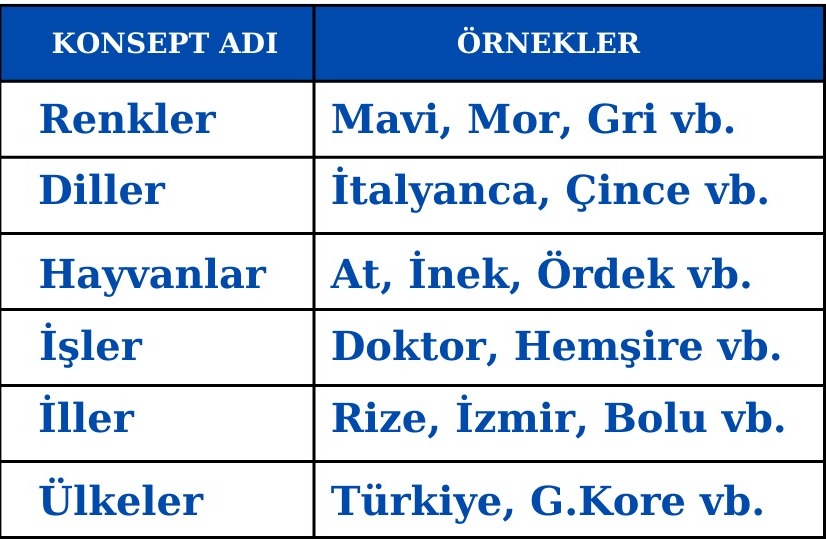 KONSEPT ADI ÖRNEKLER
Renkler Mavi, Mor, Gri vb.
Diller İtalyanca, Çince vb.
Hayvanlar At, İnek, Ördek vb.
İşler Doktor, Hemşire vb.
İller Rize, İzmir, Bolu vb.
Ülkeler Türkiye, G.Kore vb.